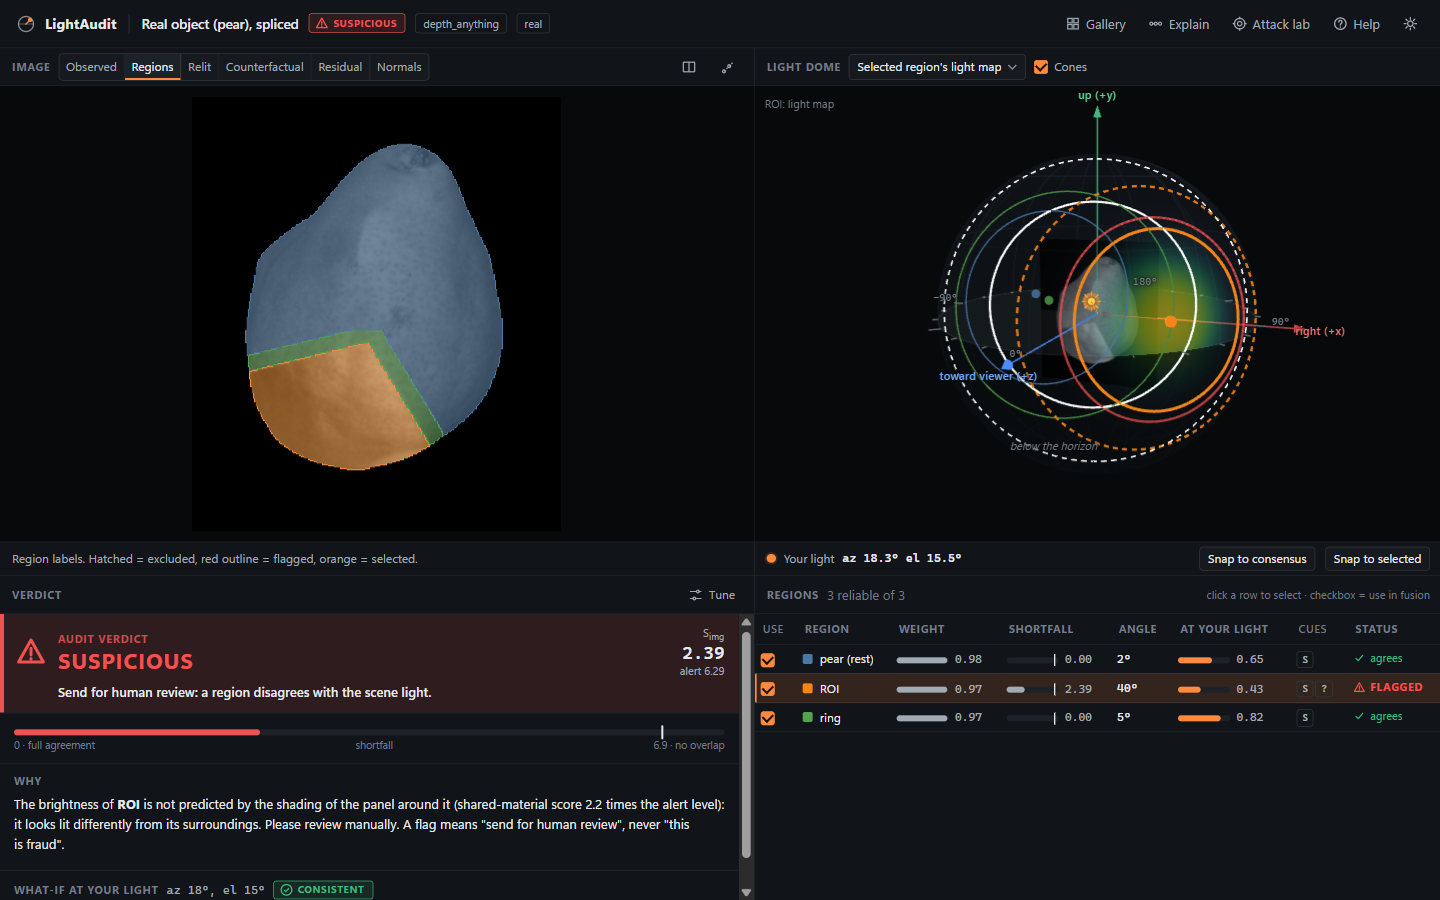 LightAudit
Real object (pear), spliced
SUSPICIOUS
depth_anything
real
Gallery
Explain
Attack lab
Help
IMAGE
Observed
Regions
Relit
Counterfactual
Residual
Normals
LIGHT DOME
Selected region's light map
Cones
ROI: light map
up (+y)
180°
-90°
90°
right (+x)
0°
toward viewer (+z)
below the horizon
Region labels. Hatched = excluded, red outline = flagged, orange = selected.
Your light az 18.3° el 15.5°
Snap to consensus
Snap to selected
VERDICT
Tune
REGIONS 3 reliable of 3
click a row to select · checkbox = use in fusion
AUDIT VERDICT
SUSPICIOUS
Send for human review: a region disagrees with the scene light.
Simg
2.39
alert 6.29
0 · full agreement
shortfall
6.9 · no overlap
WHY
The brightness of ROI is not predicted by the shading of the panel around it (shared-material score 2.2 times the alert level):
it looks lit differently from its surroundings. Please review manually. A flag means "send for human review", never "this
is fraud".
WHAT-IF AT YOUR LIGHT az 18°, el 15° CONSISTENT
USE REGION WEIGHT SHORTFALL ANGLE AT YOUR LIGHT CUES STATUS
pear (rest) 0.98 0.00 2° 0.65 S agrees
ROI 0.97 2.39 40° 0.43 S ? FLAGGED
ring 0.97 0.00 5° 0.82 S agrees